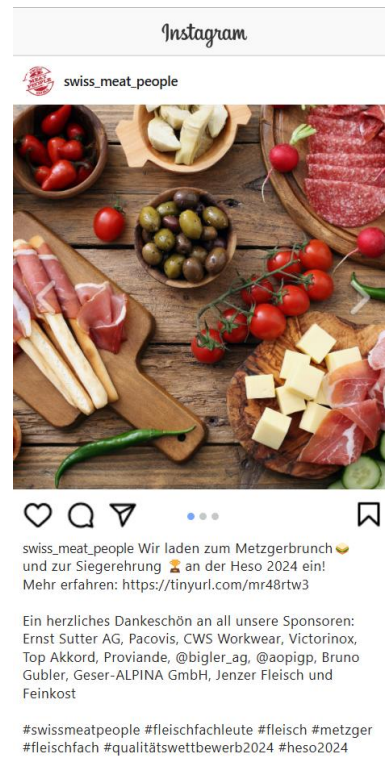 Instagram
MEAT
PEOPLE
swiss_meat_people
swiss_meat_people Wir laden zum Metzgerbrunch🥪
und zur Siegerehrung 🏆 an der Heso 2024 ein!
Mehr erfahren: https://tinyurl.com/mr48rtw3
Ein herzliches Dankeschön an all unsere Sponsoren:
Ernst Sutter AG, Pacovis, CWS Workwear, Victorinox,
Top Akkord, Proviande, @bigler_ag, @aopigp, Bruno
Gubler, Geser-ALPINA GmbH, Jenzer Fleisch und
Feinkost
#swissmeatpeople #fleischfachleute #fleisch #metzger
#fleischfach #qualitätswettbewerb2024 #heso2024